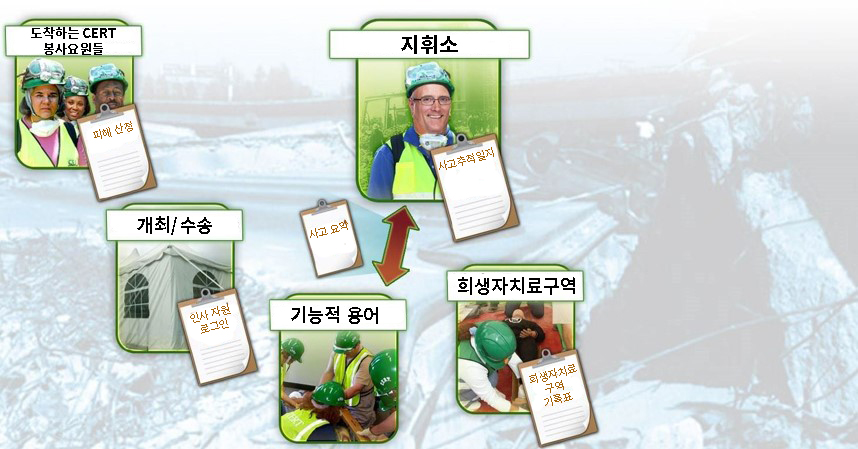 도착하는 CERT
봉사요원들
피해 산정
지휘소
사고추적일지
개최/수송
인사 자원
로그인
사고 요약
기능적 용어
희생자치료구역
희생자치료
구역
기록표